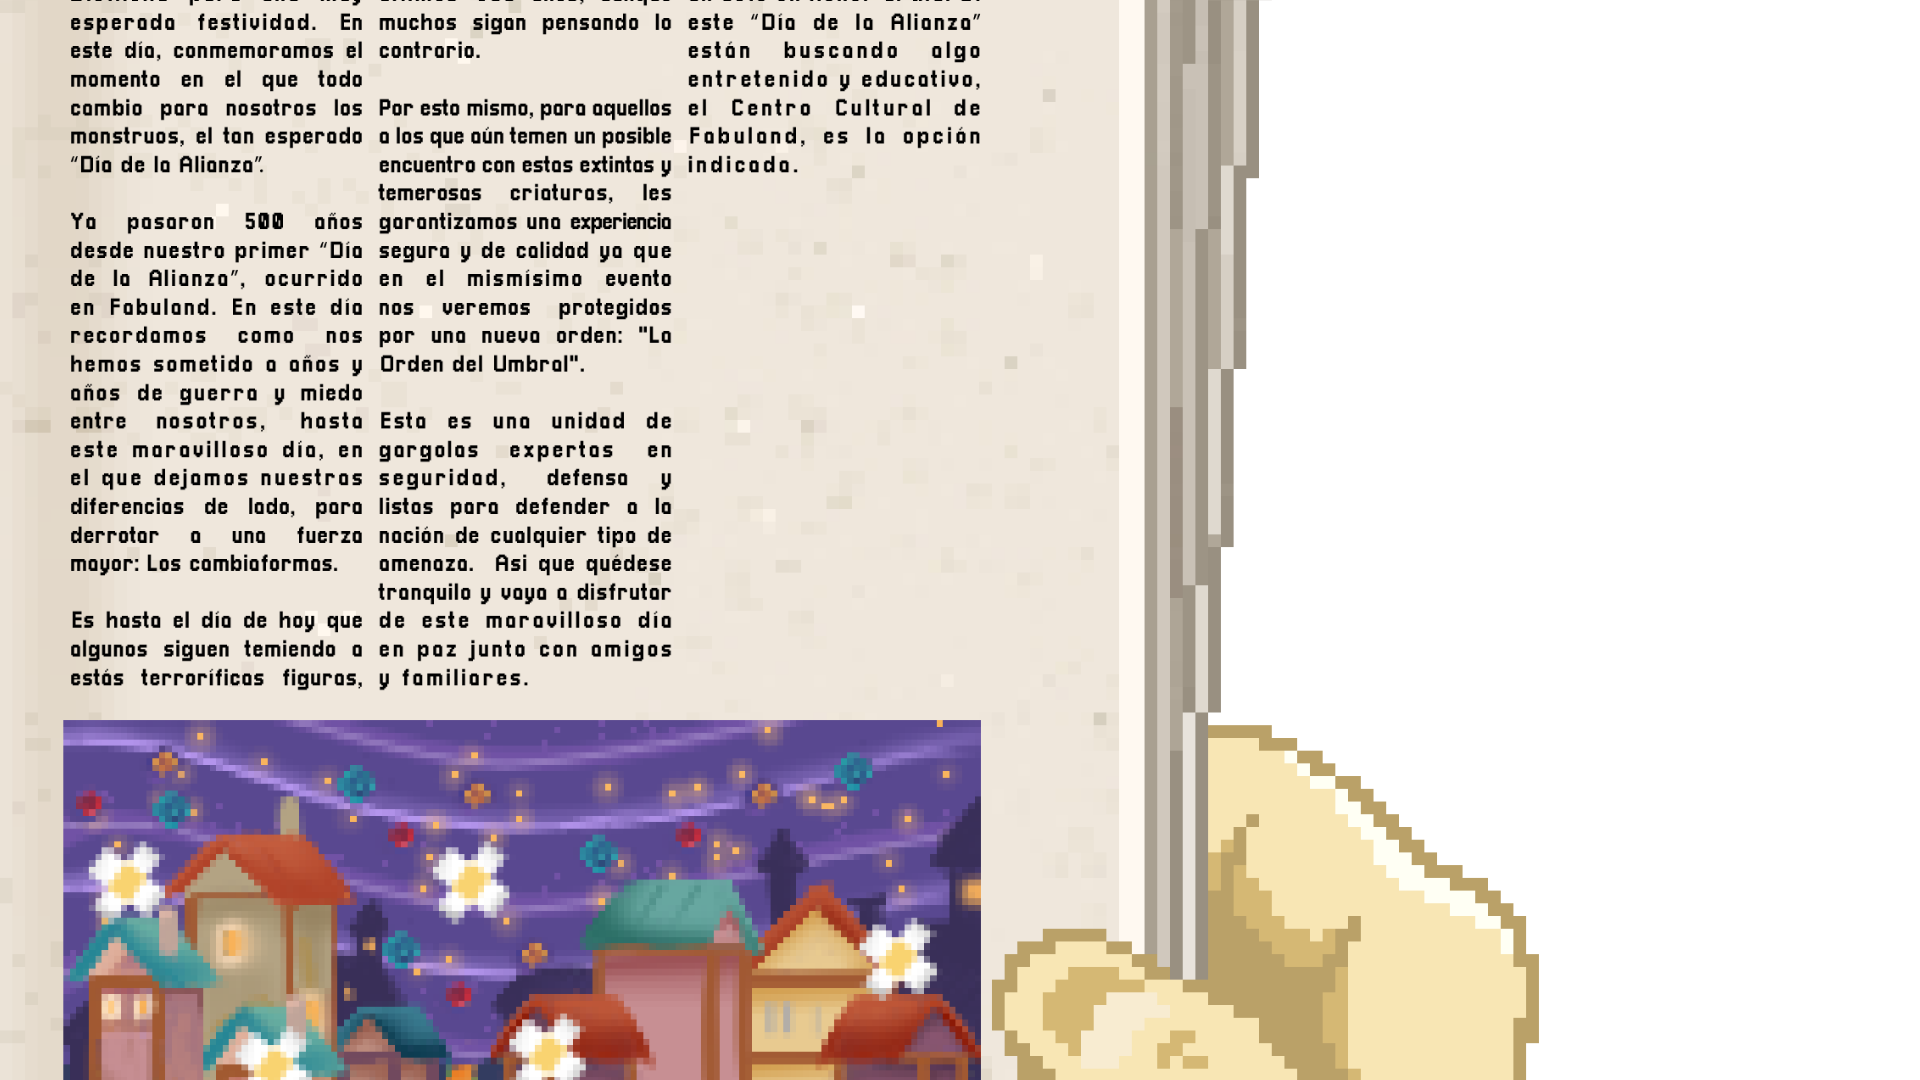 esperada festividad. En
este día, conmemoramos el
momento en el que todo
cambio para nosotros los
monstruos, el tan esperado
“Día de la Alianza”.
Ya pasaron 500 años
desde nuestro primer “Día
de la Alianza”, ocurrido
en Fabuland. En este día
recordamos como nos
hemos sometido a años y
años de guerra y miedo
entre nosotros, hasta
este maravilloso día, en
el que dejamos nuestras
diferencias de lado, para
derrotar a una fuerza
mayor: Los cambiaformas.
Es hasta el día de hoy que
algunos siguen temiendo a
estás terroríficas figuras,
muchos sigan pensando lo
contrario.
Por esto mismo, para aquellos
a los que aún temen un posible
encuentro con estas extintas y
temerosas criaturas, les
garantizamos una experiencia
segura y de calidad ya que
en el mismísimo evento
nos veremos protegidos
por una nueva orden: "La
Orden del Umbral".
Esta es una unidad de
gargolas expertas en
seguridad, defensa y
listas para defender a la
nación de cualquier tipo de
amenaza. Asi que quédese
tranquilo y vaya a disfrutar
de este maravilloso día
en paz junto con amigos
y familiares.
este “Día de la Alianza”
están buscando algo
entretenido y educativo,
el Centro Cultural de
Fabuland, es la opción
indicada.